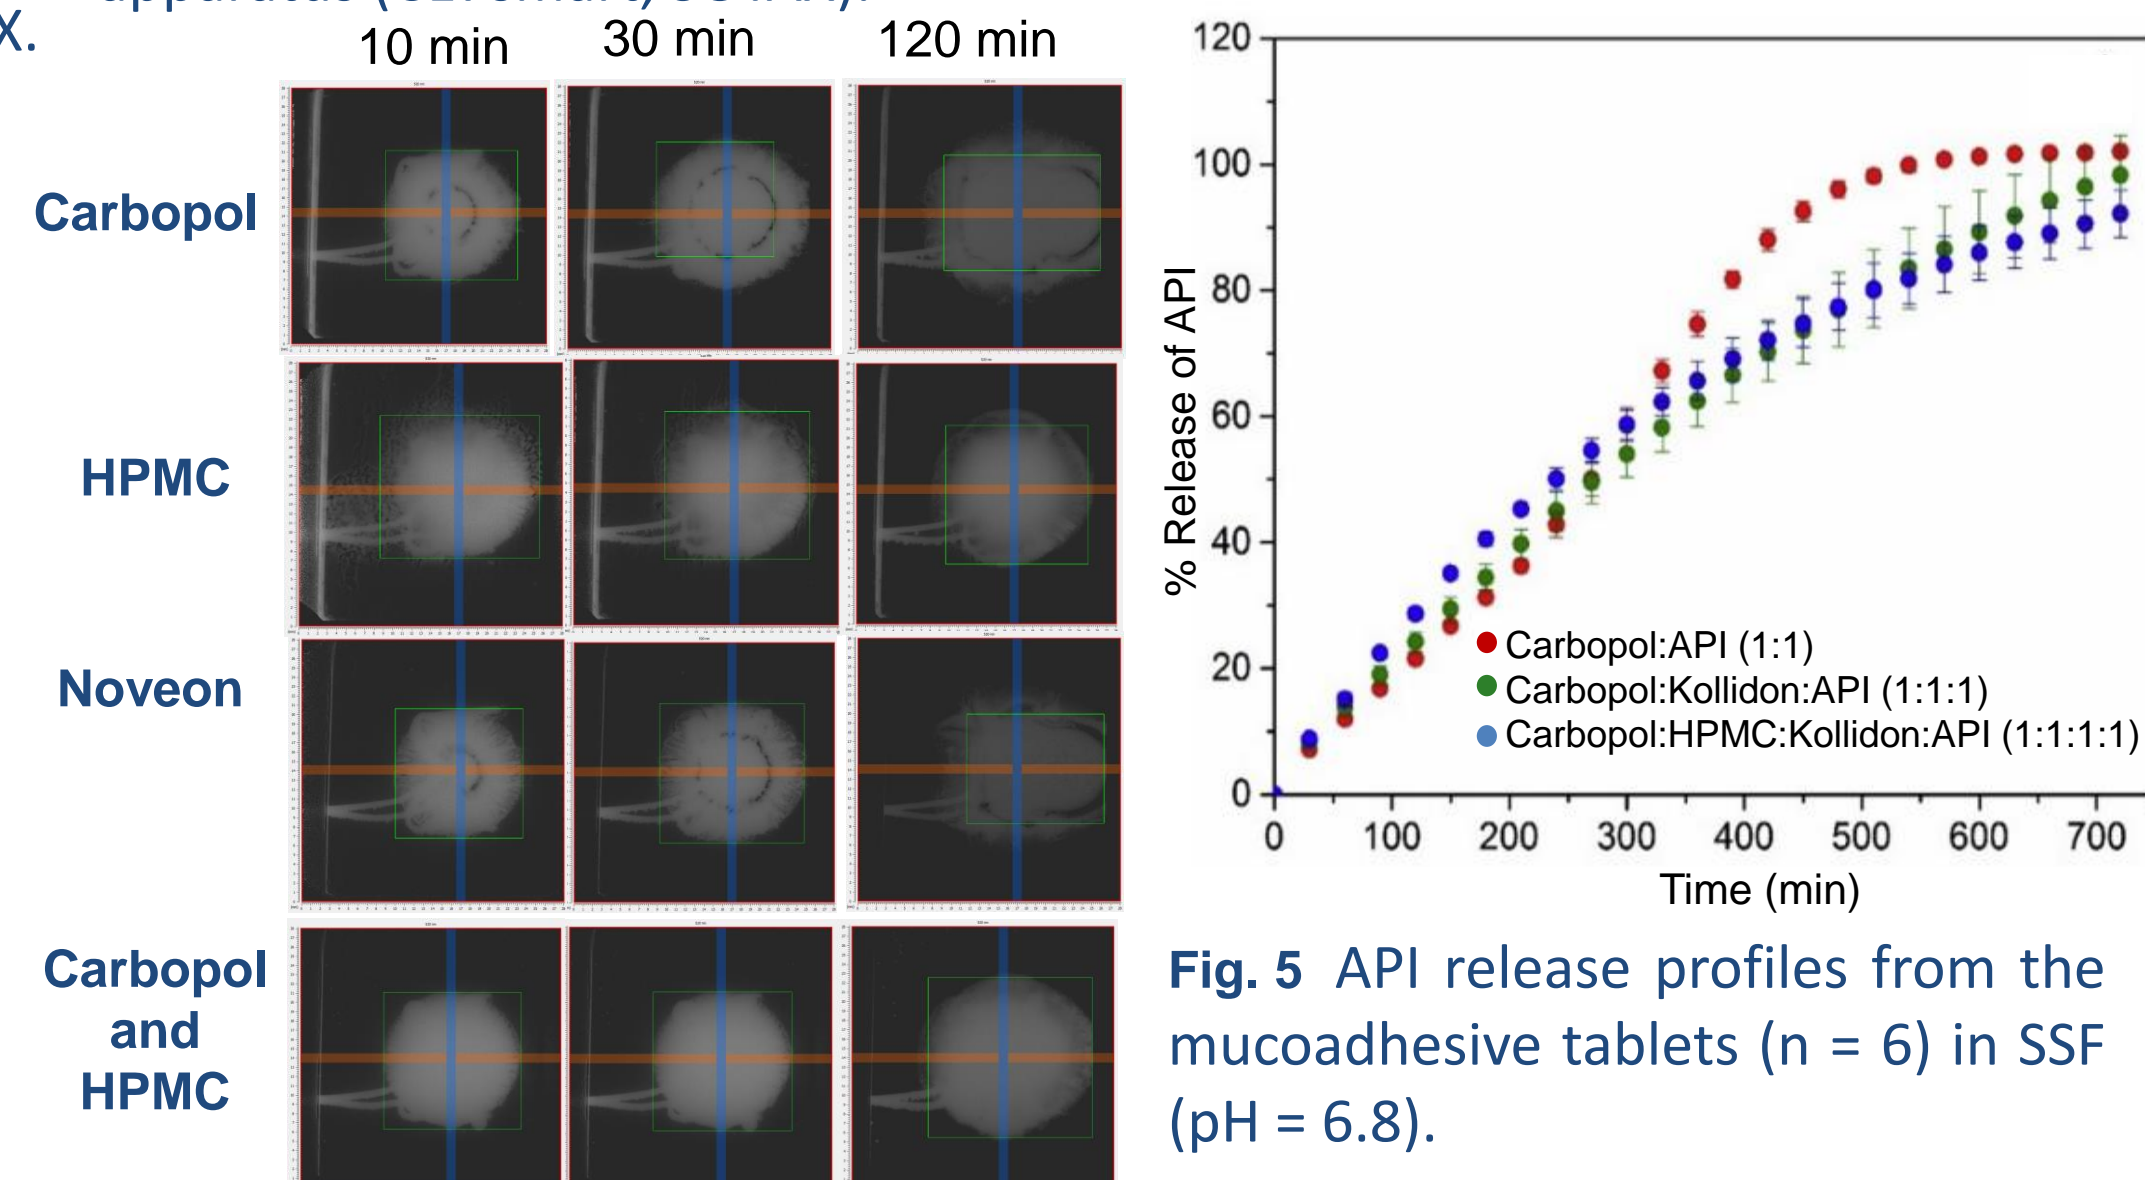 X.
10 min
30 min
120 min
Carbopol
HPMC
Noveon
Carbopol
and
HPMC
120
100
80
60
40
20
0
% Release of API
Carbopol:API (1:1)
Carbopol:Kollidon:API (1:1:1)
Carbopol:HPMC:Kollidon:API (1:1:1:1)
0 100 200 300 400 500 600 700
Time (min)
Fig. 5 API release profiles from the
mucoadhesive tablets (n = 6) in SSF
(pH = 6.8).